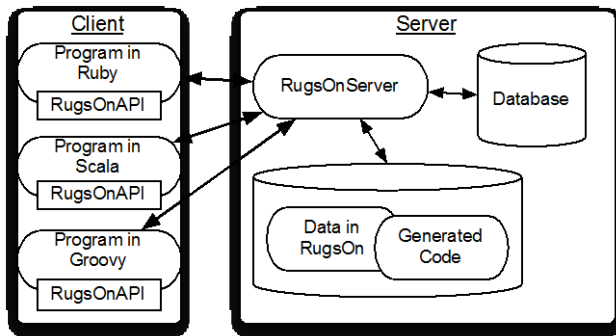 Client
Program in
Ruby
RugsOnAPI
Program in
Scala
RugsOnAPI
Program in
Groovy
RugsOnAPI
Server
RugsOnServer
Database
Data in
RugsOn
Generated
Code